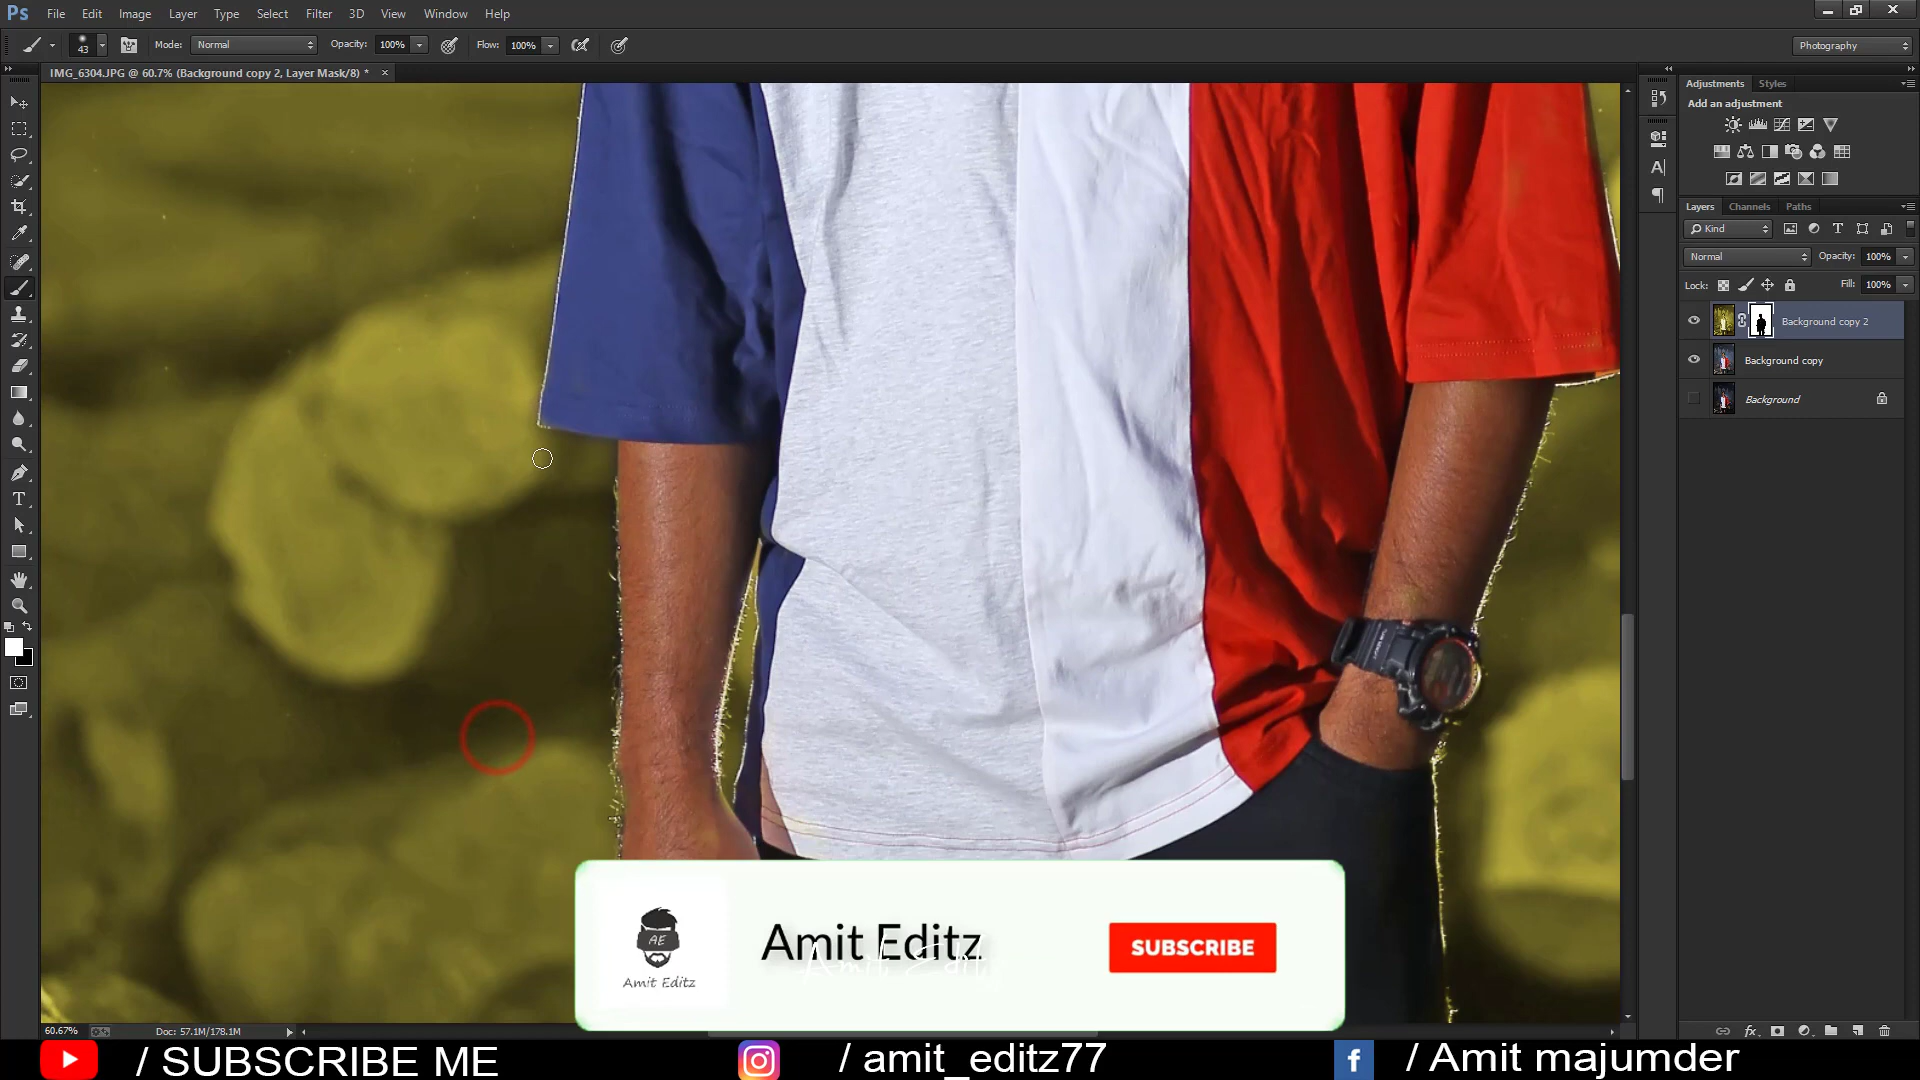 Ps File Edit Image Layer Type Select Filter 3D View Window Help
43 Mode: Normal Opacity: 100% Flow: 100% Photography
IMG_6304.JPG @ 60.7% (Background copy 2, Layer Mask/8) * ×
Adjustments Styles
Add an adjustment
Layers Channels Paths
Kind
Normal Opacity: 100%
Lock: Fill: 100%
Background copy 2
Background copy
Background
AE
Amit Editz
Amit Editz
SUBSCRIBE
60.67% Doc: 57.1M/178.1M
/ SUBSCRIBE ME / amit_editz77 / Amit majumder